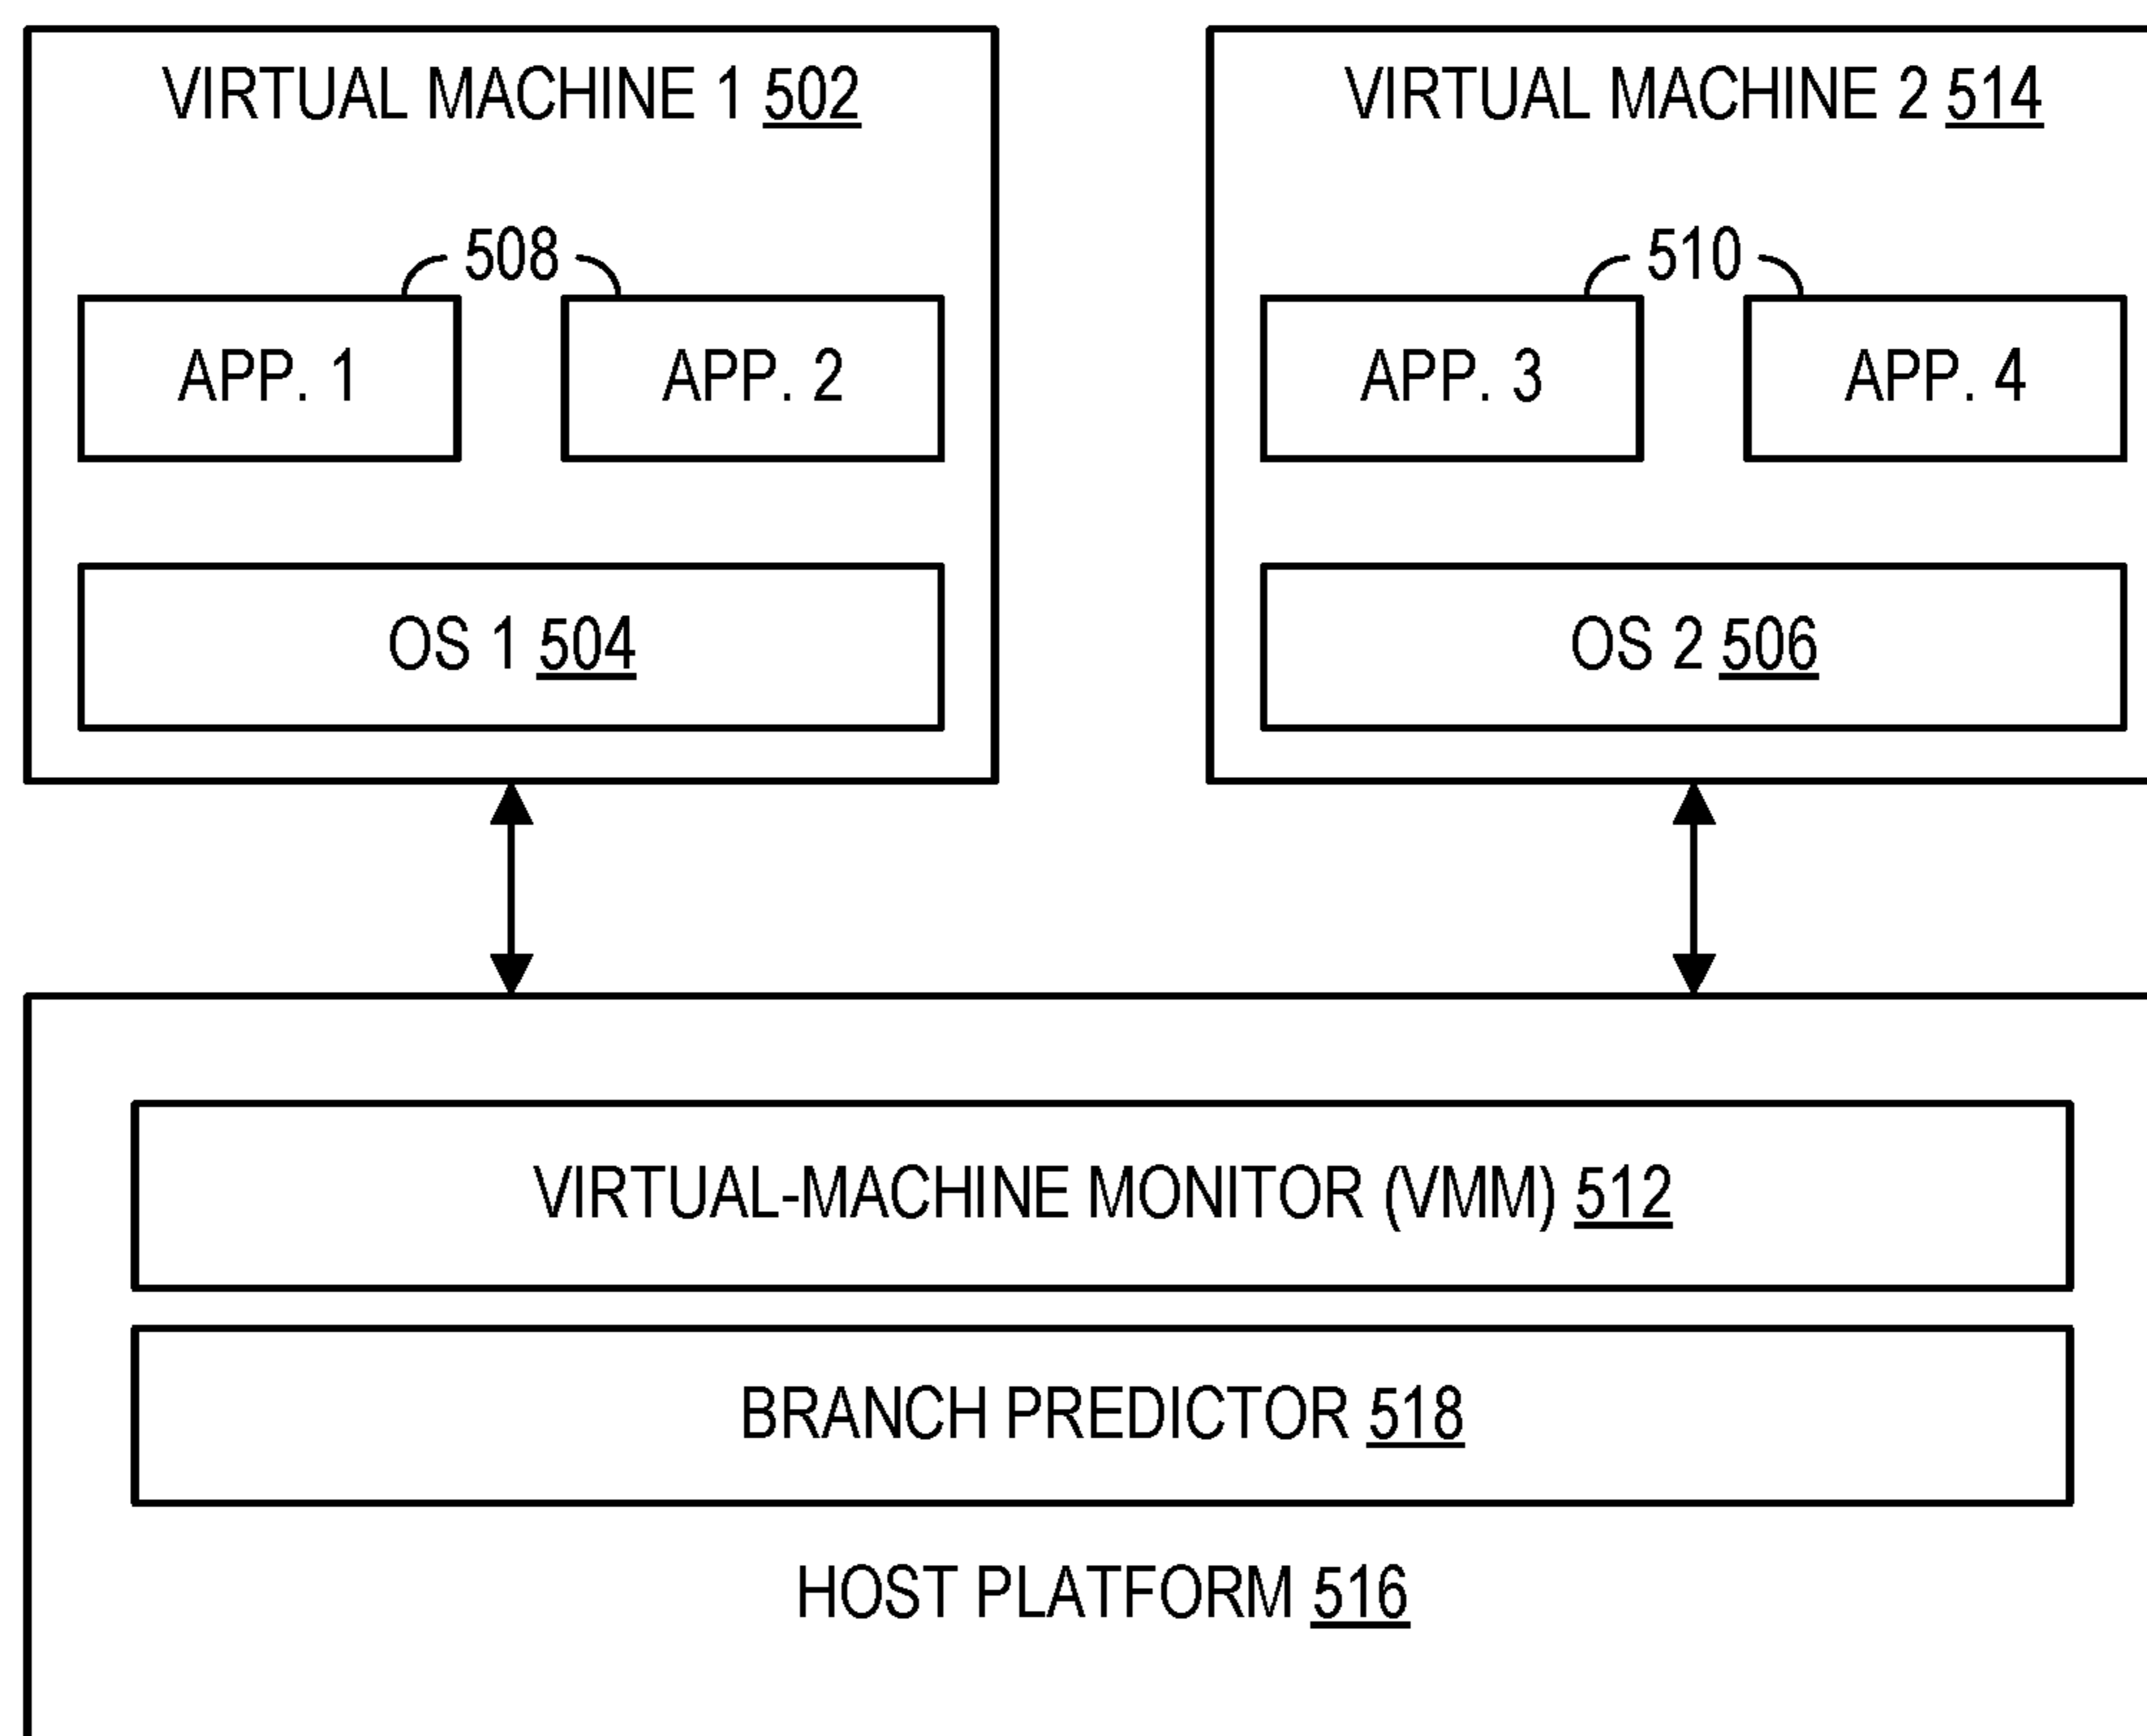 VIRTUAL MACHINE 1 502
VIRTUAL MACHINE 2 514
508
510
APP. 1
APP. 2
APP. 3
APP. 4
OS 1 504
OS 2 506
VIRTUAL-MACHINE MONITOR (VMM) 512
BRANCH PREDICTOR 518
HOST PLATFORM 516